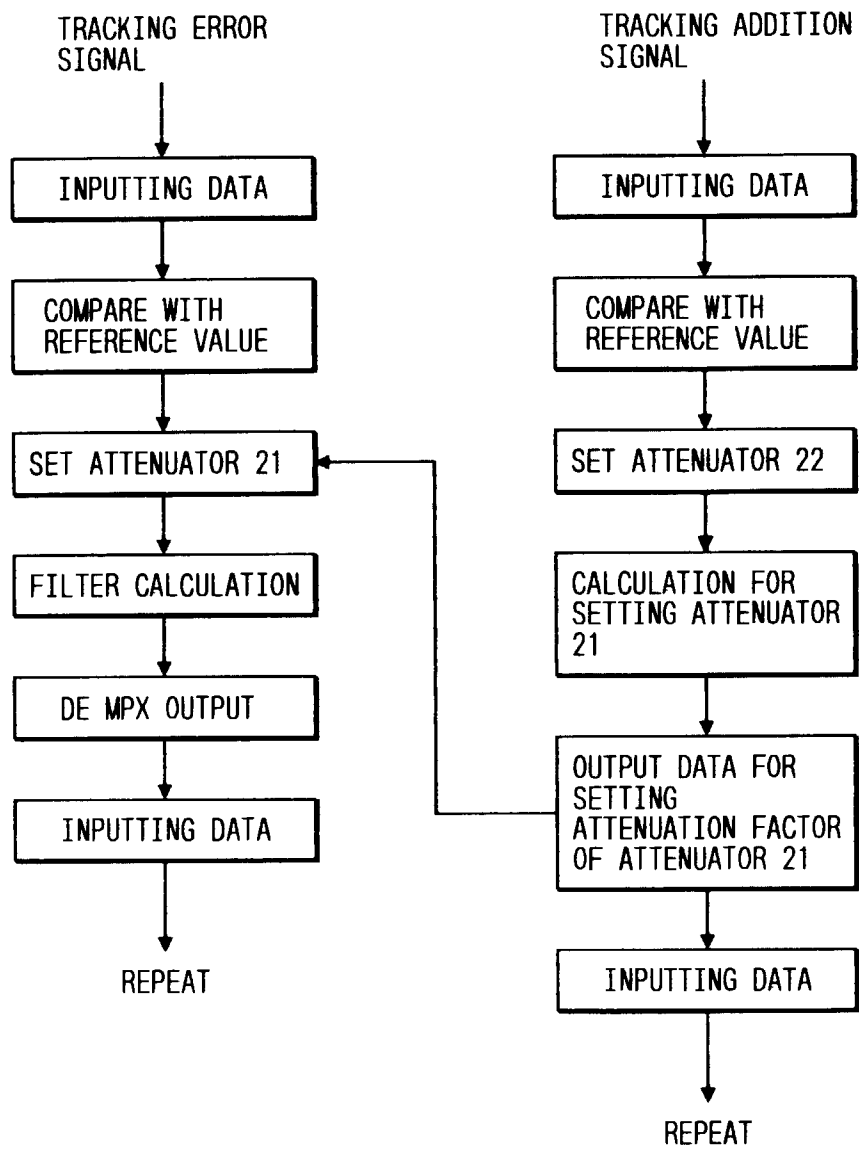 TRACKING ERROR
SIGNAL
INPUTTING DATA
COMPARE WITH
REFERENCE VALUE
SET ATTENUATOR 21
FILTER CALCULATION
DE MPX OUTPUT
INPUTTING DATA
REPEAT
TRACKING ADDITION
SIGNAL
INPUTTING DATA
COMPARE WITH
REFERENCE VALUE
SET ATTENUATOR 22
CALCULATION FOR
SETTING ATTENUATOR
21
OUTPUT DATA FOR
SETTING
ATTENUATION FACTOR
OF ATTENUATOR 21
INPUTTING DATA
REPEAT